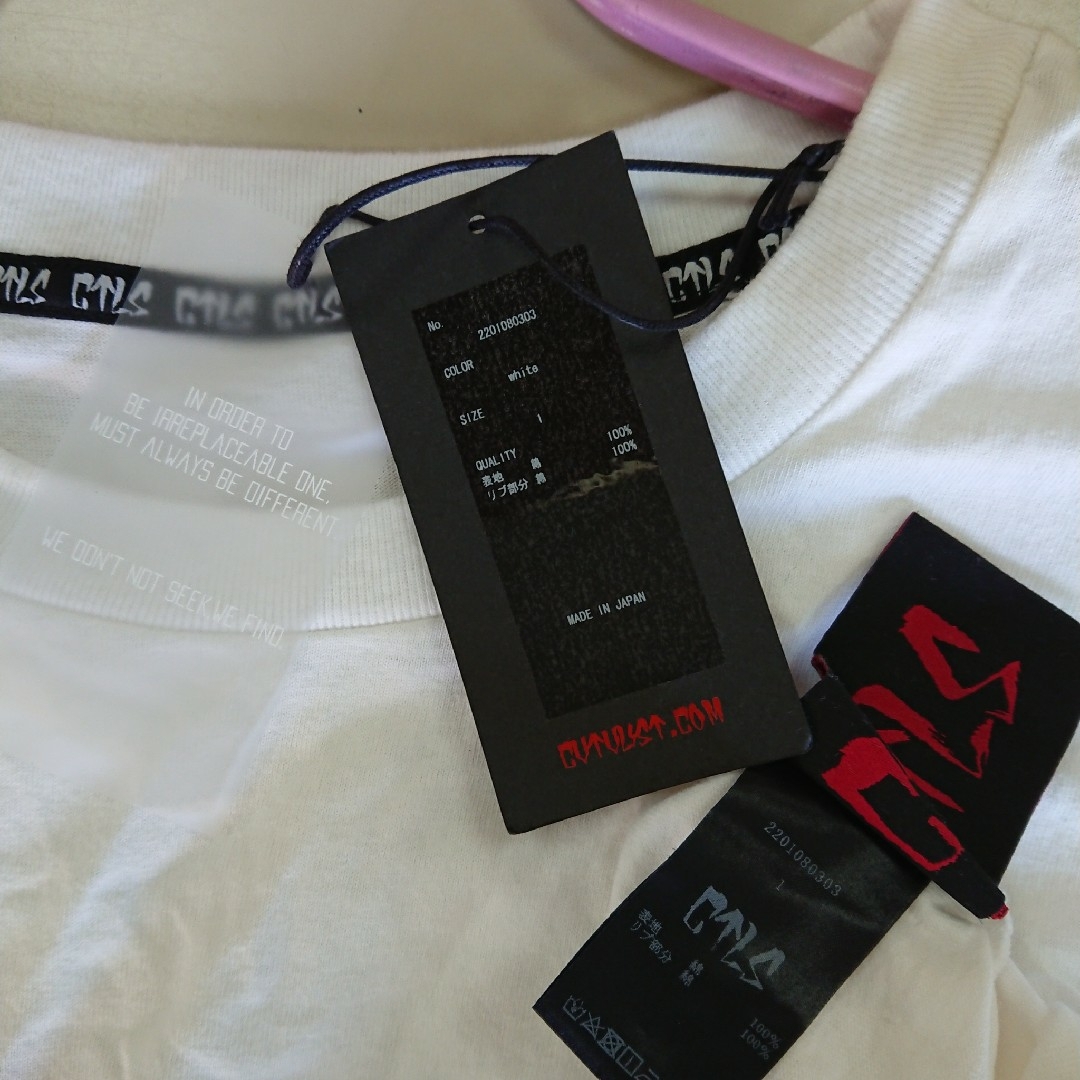 CTLS CTLS CTLS CTLS
CTLS
IN ORDER TO
BE IRREPLACEABLE ONE,
MUST ALWAYS BE DIFFERENT
WE DON'T NOT SEEK,WE FIND.
No. 2201080303
COLOR white
SIZE 1
QUALITY 100%
表地 綿 100%
リブ部分 綿
MADE IN JAPAN
CVTVLYST.COM
CTLS
2201080303
1
CTLS
表地 綿 100%
リブ部分 綿 100%